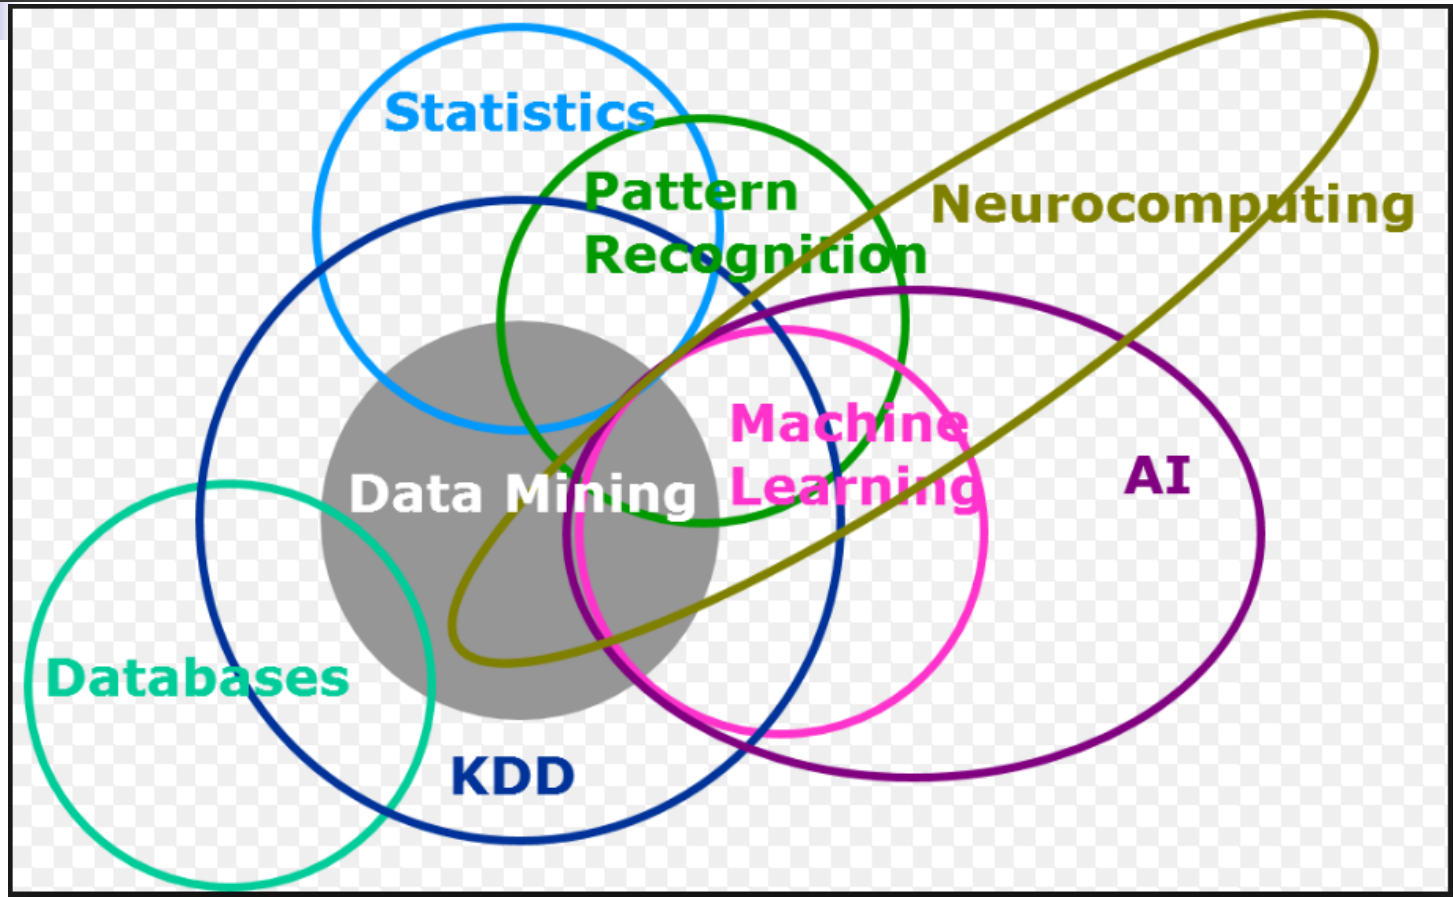 Statistics
Pattern
Recognition
Neurocomputing
Machine
Learning
AI
Data Mining
Databases
KDD